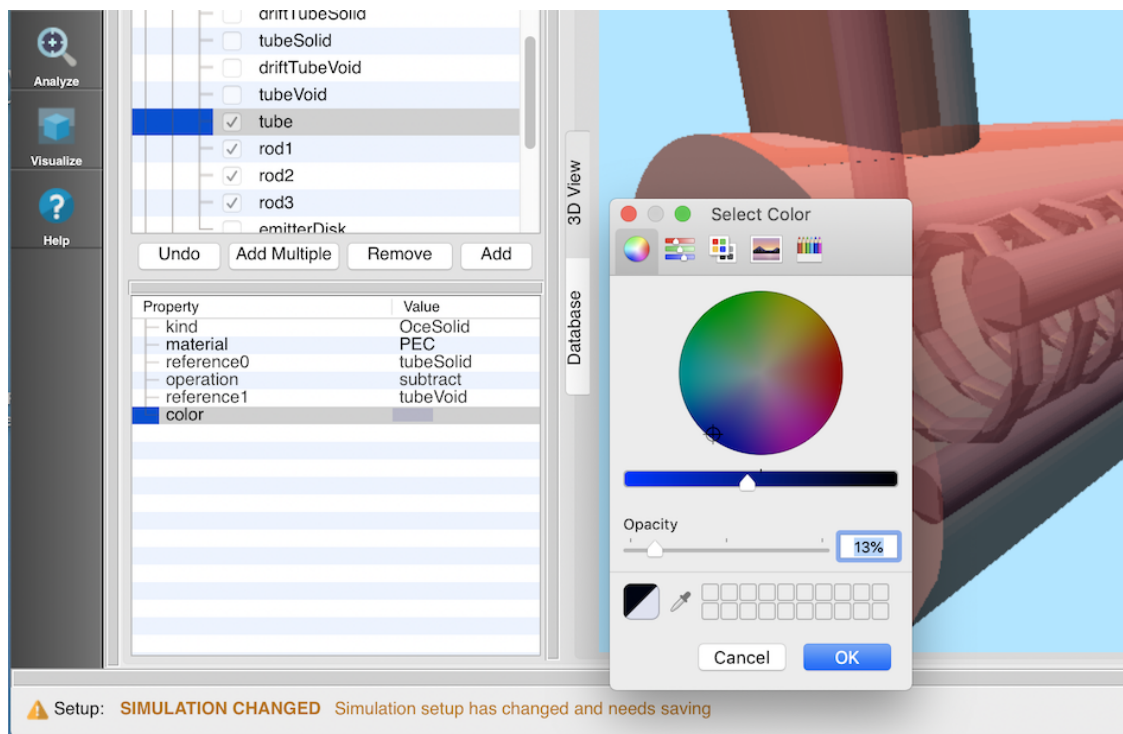 Analyze
Visualize
Help
driftTubeSolid
tubeSolid
driftTubeVoid
tubeVoid
tube
rod1
rod2
rod3
emitterDisk
Undo
Add Multiple
Remove
Add
Property Value
kind OceSolid
material PEC
reference0 tubeSolid
operation subtract
reference1 tubeVoid
color
3D View
Database
Select Color
Opacity
13%
Cancel
OK
Setup: SIMULATION CHANGED Simulation setup has changed and needs saving